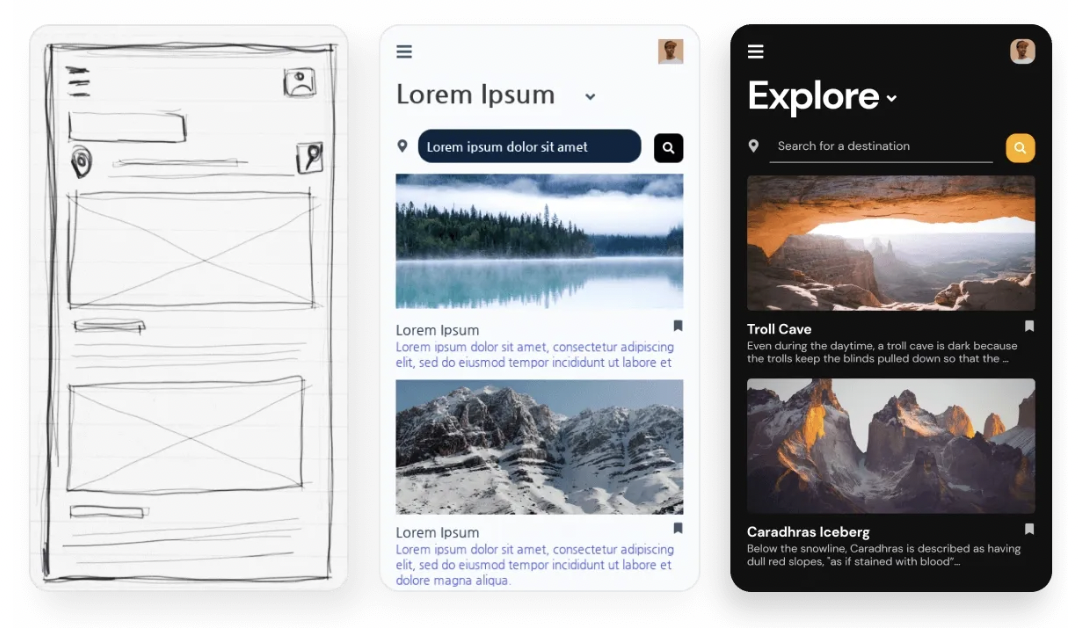 Lorem Ipsum
Lorem ipsum dolor sit amet
Lorem Ipsum
Lorem ipsum dolor sit amet, consectetur adipiscing
elit, sed do eiusmod tempor incididunt ut labore et
Lorem Ipsum
Lorem ipsum dolor sit amet, consectetur adipiscing
elit, sed do eiusmod tempor incididunt ut labore et
dolore magna aliqua.
Explore
Search for a destination
Troll Cave
Even during the daytime, a troll cave is dark because
the trolls keep the blinds pulled down so that the ...
Caradhras Iceberg
Below the snowline, Caradhras is described as having
dull red slopes, "as if stained with blood"...